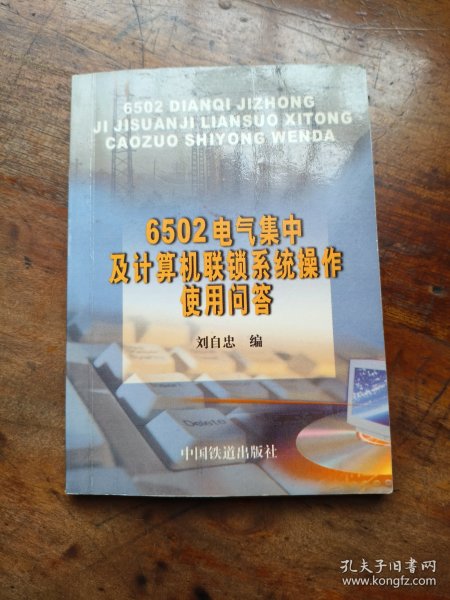 6502 DIANQI JIZHONG
JI JISUANJI LIANSUO XITONG
CAOZUO SHIYONG WENDA
6502电气集中
及计算机联锁系统操作
使用问答
刘自忠 编
Delete
中国铁道出版社
孔夫子旧书网
www.kongfz.com